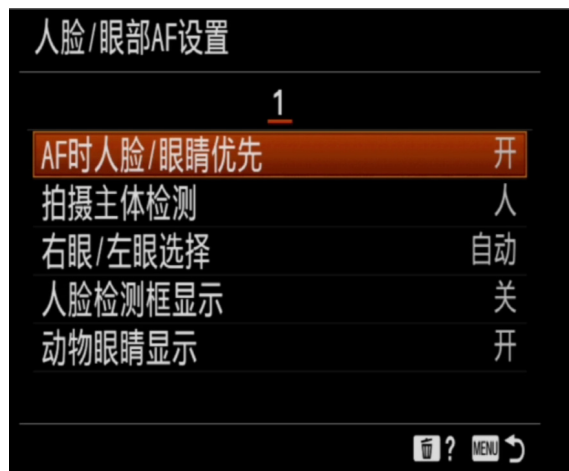 人脸/眼部AF设置
1
AF时人脸/眼睛优先 开
拍摄主体检测 人
右眼/左眼选择 自动
人脸检测框显示 关
动物眼睛显示 开
? MENU